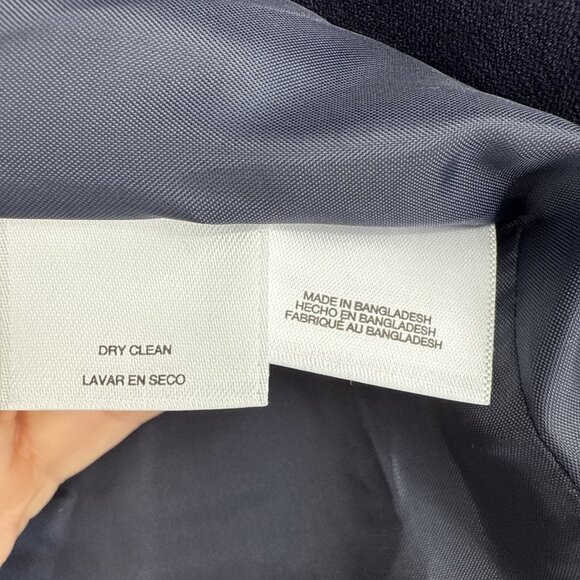 DRY CLEAN
LAVAR EN SECO
MADE IN BANGLADESH
HECHO EN BANGLADESH
FABRIQUÉ AU BANGLADESH